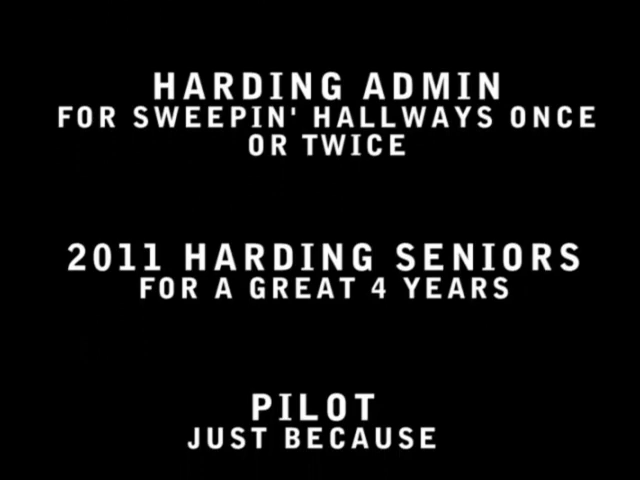 HARDING ADMIN
FOR SWEEPIN' HALLWAYS ONCE
OR TWICE
2011 HARDING SENIORS
FOR A GREAT 4 YEARS
PILOT
JUST BECAUSE